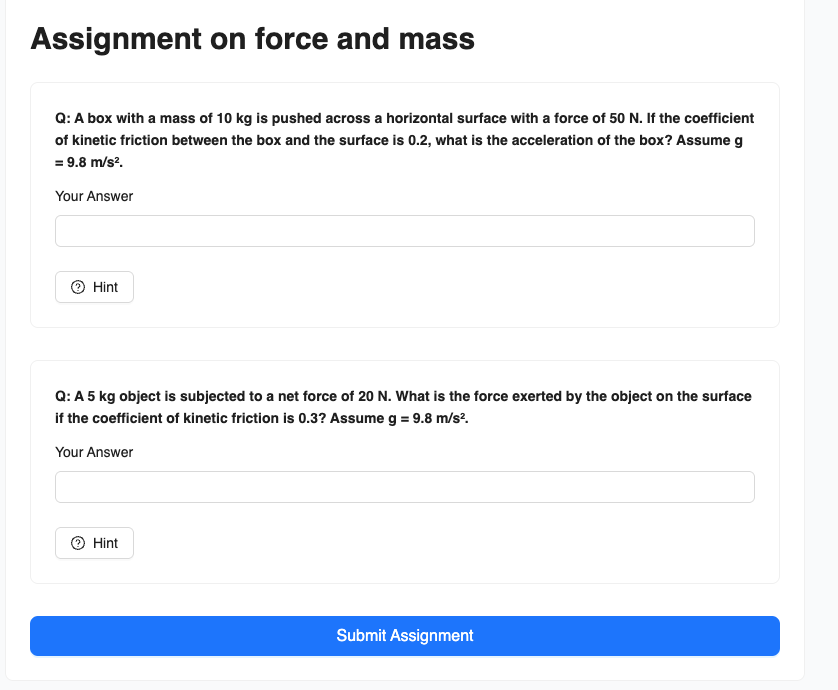 Assignment on force and mass
Q: A box with a mass of 10 kg is pushed across a horizontal surface with a force of 50 N. If the coefficient
of kinetic friction between the box and the surface is 0.2, what is the acceleration of the box? Assume g
= 9.8 m/s².
Your Answer
Hint
Q: A 5 kg object is subjected to a net force of 20 N. What is the force exerted by the object on the surface
if the coefficient of kinetic friction is 0.3? Assume g = 9.8 m/s².
Your Answer
Hint
Submit Assignment